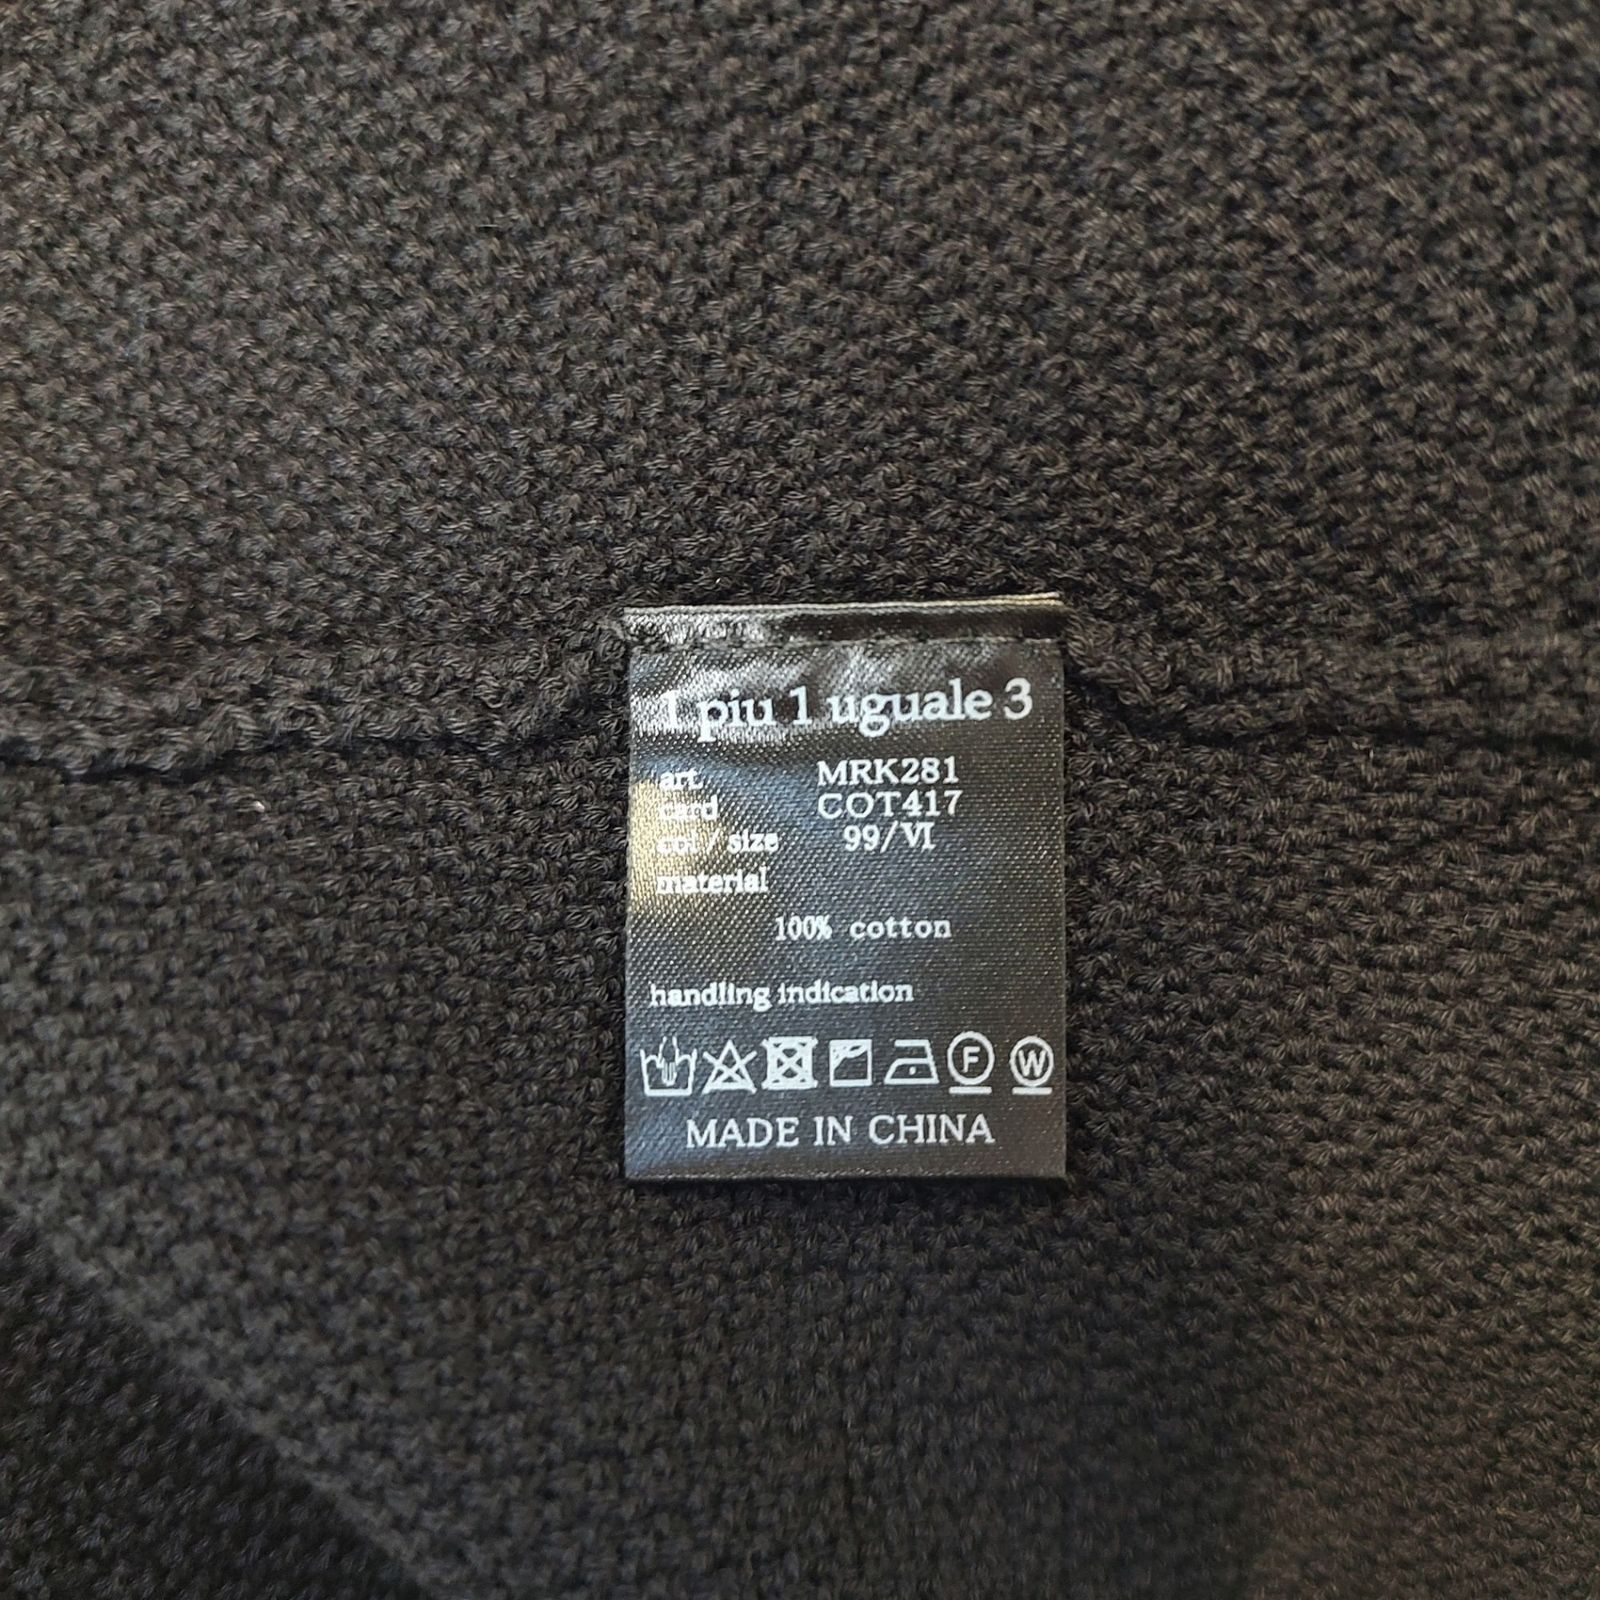 1 piu 1 uguale 3
art MRK281
card COT417
col / size 99/VI
material
100% cotton
handling indication
F W
MADE IN CHINA